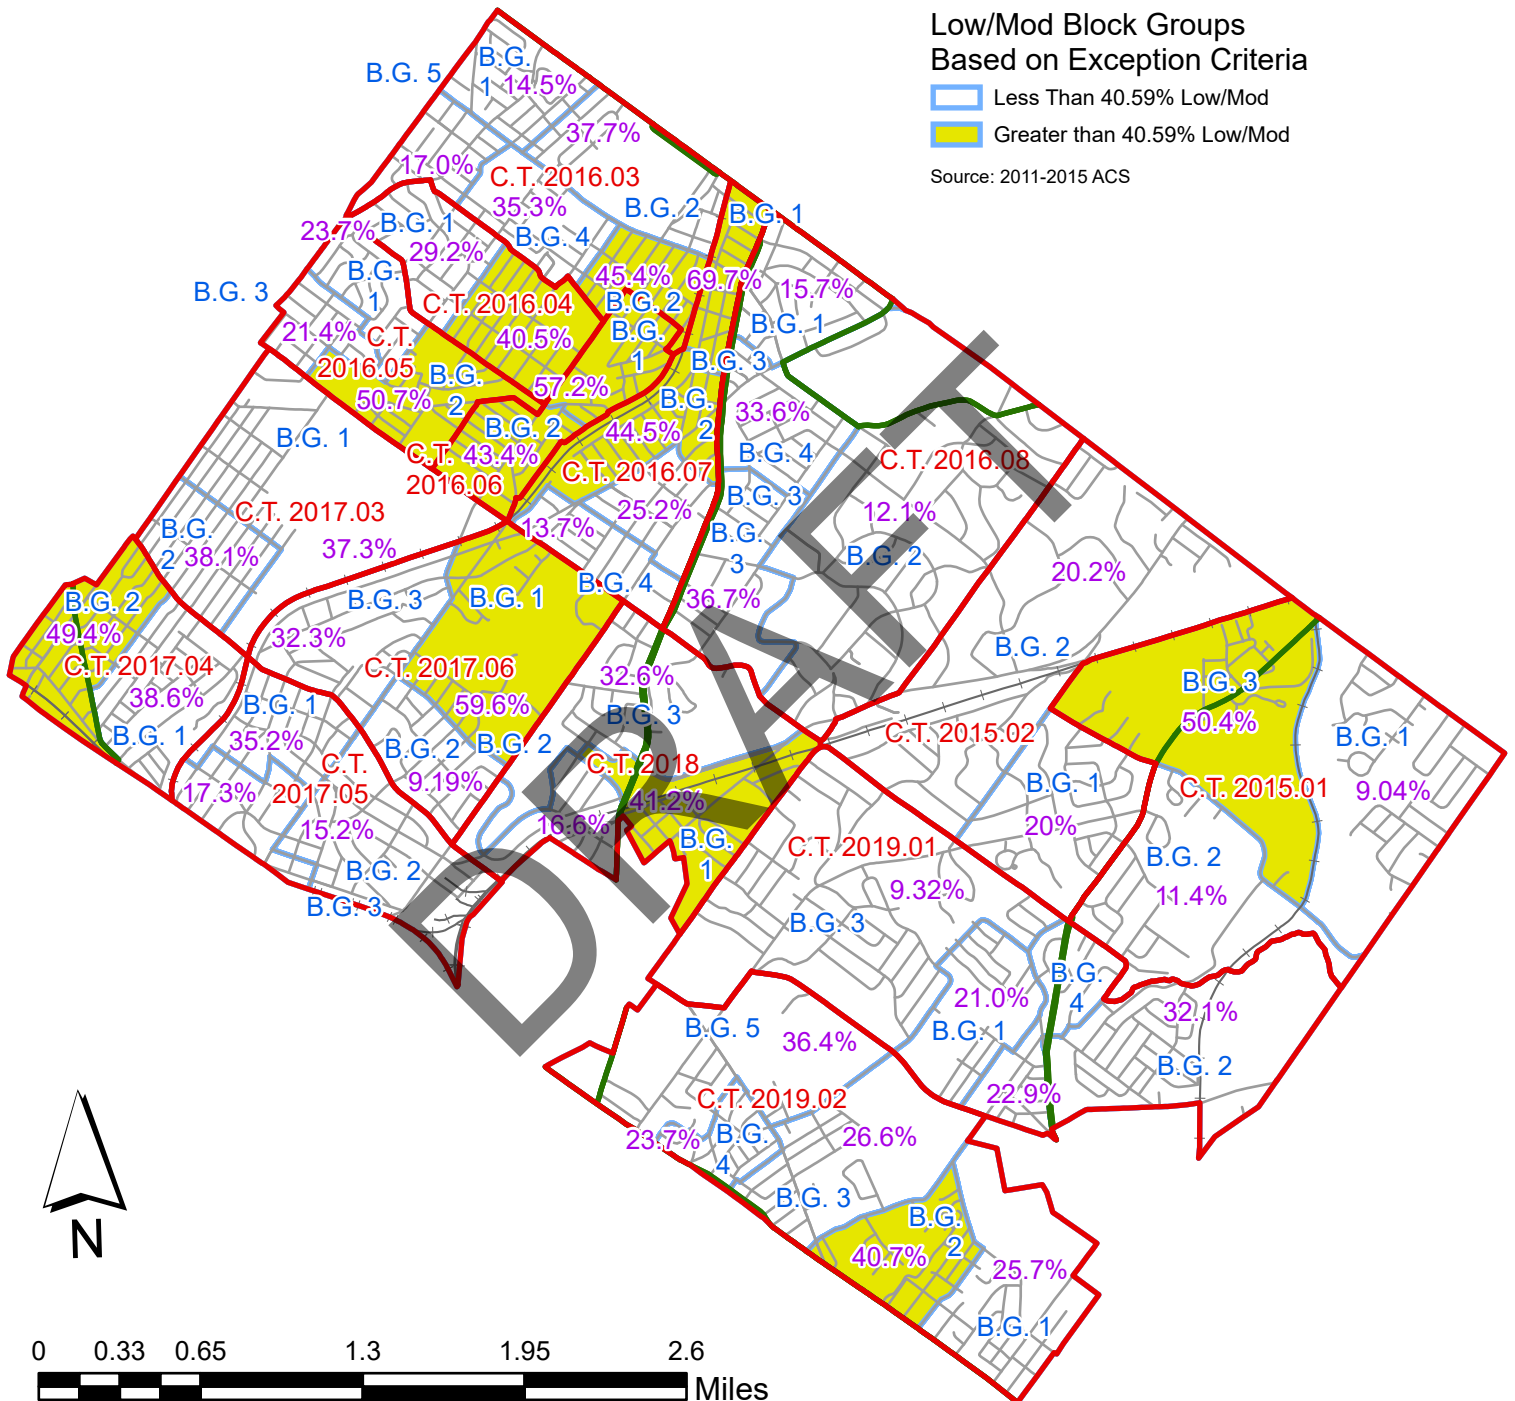 Low/Mod Block Groups
Based on Exception Criteria
Less Than 40.59% Low/Mod
Greater than 40.59% Low/Mod
Source: 2011-2015 ACS
B.G. 5
B.G.
1
14.5%
37.7%
17.0%
C.T. 2016.03
35.3%
B.G. 2
B.G. 4
B.G. 1
23.7%
B.G. 1
29.2%
B.G.
1
B.G. 3
45.4%
69.7%
15.7%
C.T. 2016.04
B.G. 2
B.G. 1
21.4%
C.T.
2016.05
40.5%
B.G.
1
B.G. 3
B.G.
2
50.7%
57.2%
B.G.
2
33.6%
B.G. 1
B.G. 2
44.5%
B.G. 4
C.T.
2016.06
43.4%
C.T. 2016.07
C.T. 2016.08
B.G. 3
C.T. 2017.03
25.2%
12.1%
B.G.
2
38.1%
37.3%
13.7%
B.G.
3
B.G. 2
20.2%
B.G. 4
B.G. 3
B.G. 1
36.7%
B.G. 2
49.4%
32.3%
C.T. 2017.04
C.T. 2017.06
32.6%
B.G. 2
38.6%
59.6%
B.G. 3
B.G. 3
50.4%
B.G. 1
B.G. 1
35.2%
B.G. 2
B.G. 2
C.T. 2015.02
B.G. 1
C.T.
2017.05
17.3%
9.19%
C.T. 2018
41.2%
B.G. 1
C.T. 2015.01
9.04%
15.2%
16.6%
B.G.
1
20%
C.T. 2019.01
B.G. 2
B.G. 2
9.32%
11.4%
B.G. 3
B.G. 3
B.G.
4
21.0%
32.1%
B.G. 5
36.4%
B.G. 1
B.G. 2
C.T. 2019.02
22.9%
23.7%
B.G.
4
26.6%
B.G. 3
B.G.
2
40.7%
25.7%
B.G. 1
DRAFT
N
0 0.33 0.65 1.3 1.95 2.6
Miles